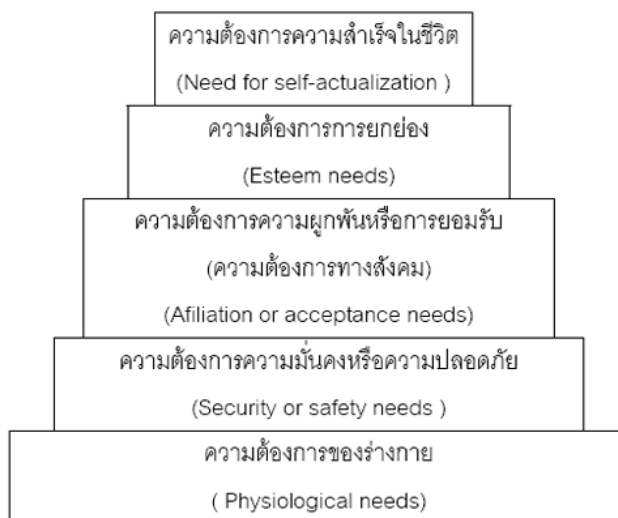 ความต้องการความสำเร็จในชีวิต
(Need for self-actualization )
ความต้องการการยกย่อง
(Esteem needs)
ความต้องการความผูกพันหรือการยอมรับ
(ความต้องการทางสังคม)
(Afiliation or acceptance needs)
ความต้องการความมั่นคงหรือความปลอดภัย
(Security or safety needs )
ความต้องการของร่างกาย
( Physiological needs)